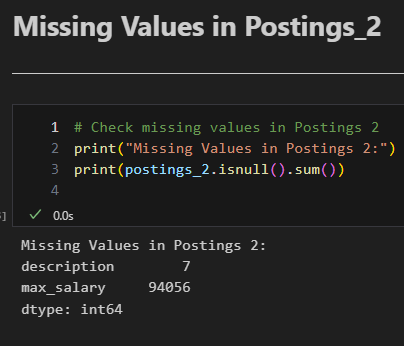 Missing Values in Postings_2
1 # Check missing values in Postings 2
2 print("Missing Values in Postings 2:")
3 print(postings_2.isnull().sum())
4
] ✓ 0.0s
Missing Values in Postings 2:
description 7
max_salary 94056
dtype: int64